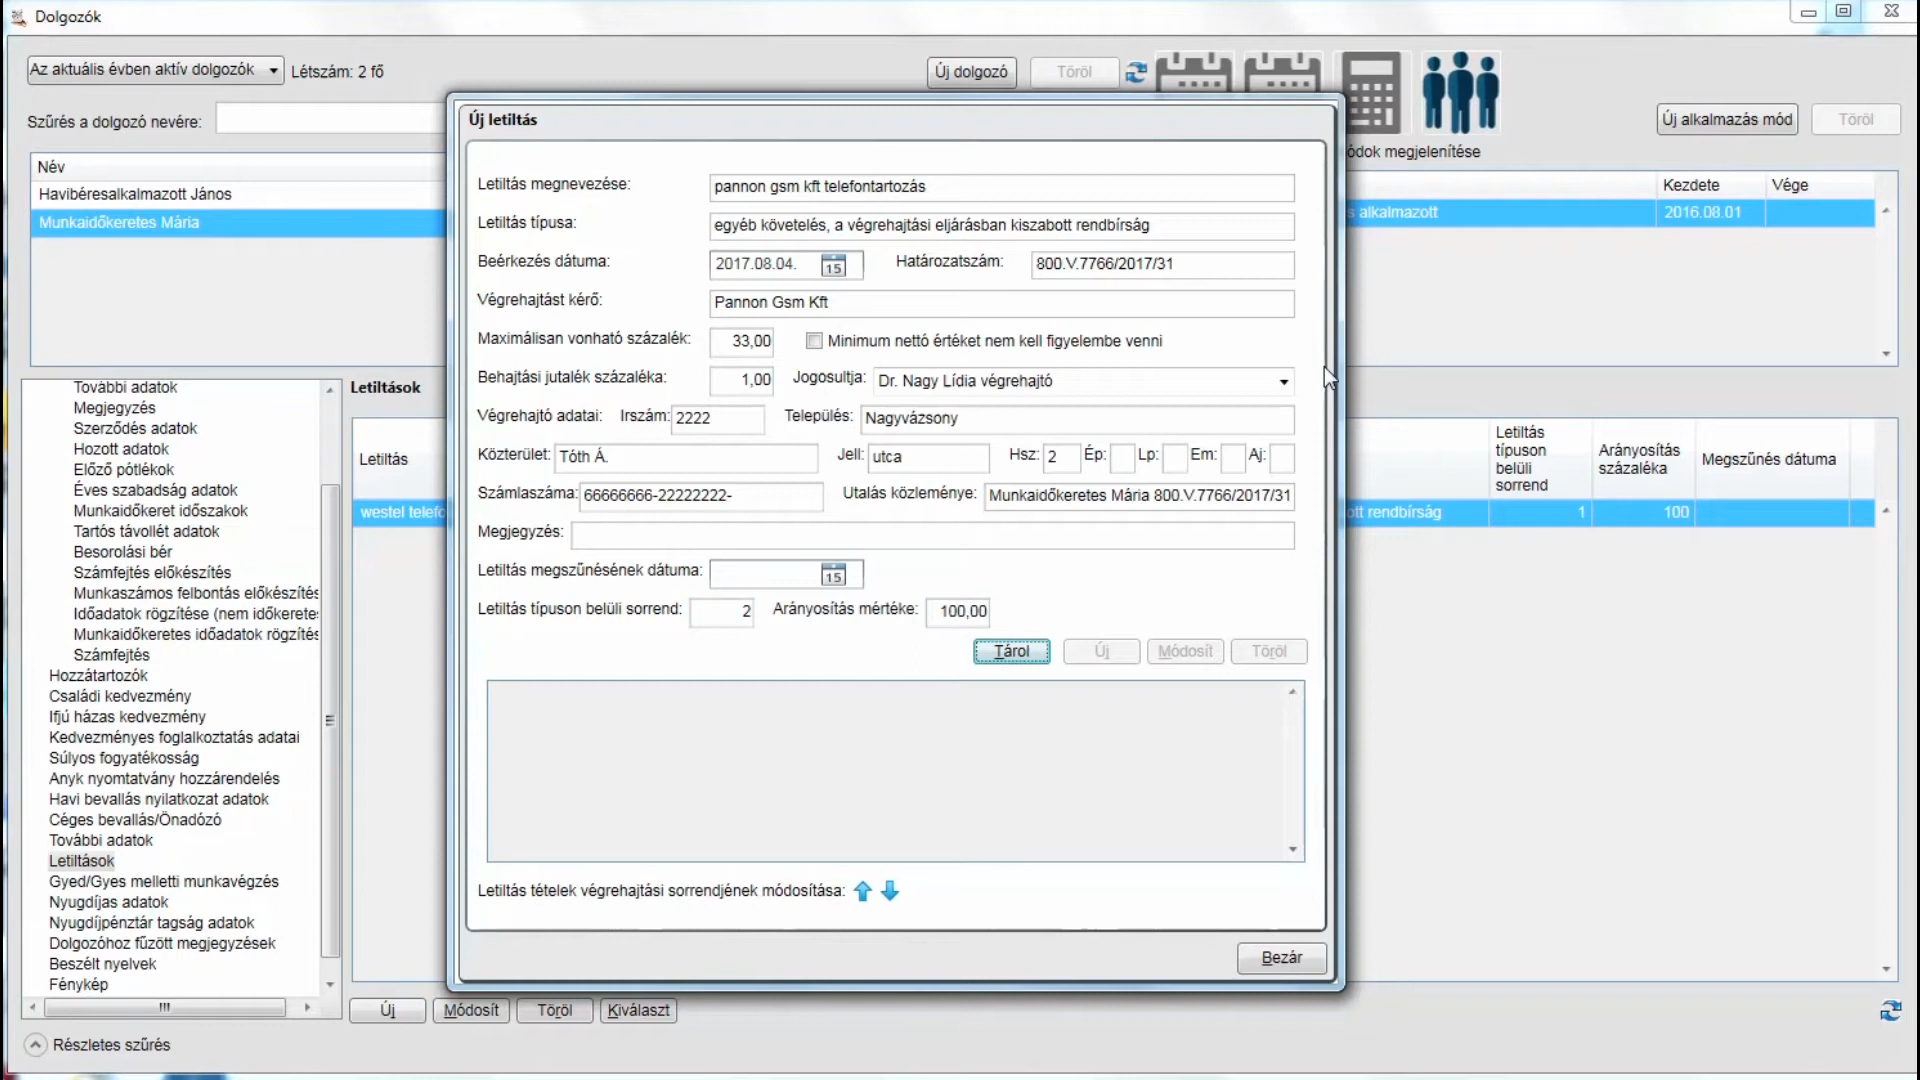 Dolgozók
Az aktuális évben aktív dolgozók
Létszám: 2 fő
Új dolgozó
Töröl
Szűrés a dolgozó nevére:
Új alkalmazás mód
Töröl
ódok megjelenítése
Név
Havibéresalkalmazott János
Munkaidőkeretes Mária
Kezdete
Vége
s alkalmazott
2016.08.01
További adatok
Megjegyzés
Szerződés adatok
Hozott adatok
Előző pótlékok
Éves szabadság adatok
Munkaidőkeret időszakok
Tartós távollét adatok
Besorolási bér
Számfejtés előkészítés
Munkaszámos felbontás előkészítés
Időadatok rögzítése (nem időkeretes
Munkaidőkeretes időadatok rögzítés
Számfejtés
Hozzátartozók
Családi kedvezmény
Ifjú házas kedvezmény
Kedvezményes foglalkoztatás adatai
Súlyos fogyatékosság
Anyk nyomtatvány hozzárendelés
Havi bevallás nyilatkozat adatok
Céges bevallás/Önadózó
További adatok
Letiltások
Gyed/Gyes melletti munkavégzés
Nyugdíjas adatok
Nyugdíjpénztár tagság adatok
Dolgozóhoz fűzött megjegyzések
Beszélt nyelvek
Fénykép
Letiltások
Letiltás
westel telefo
Letiltás típuson belüli sorrend
Arányosítás százaléka
Megszűnés dátuma
ott rendbírság
1
100
Új letiltás
Letiltás megnevezése: pannon gsm kft telefontartozás
Letiltás típusa: egyéb követelés, a végrehajtási eljárásban kiszabott rendbírság
Beérkezés dátuma: 2017.08.04. 15 Határozatszám: 800.V.7766/2017/31
Végrehajtást kérő: Pannon Gsm Kft
Maximálisan vonható százalék: 33,00 Minimum nettó értéket nem kell figyelembe venni
Behajtási jutalék százaléka: 1,00 Jogosultja: Dr. Nagy Lídia végrehajtó
Végrehajtó adatai: Irszám: 2222 Település: Nagyvázsony
Közterület: Tóth Á. Jell: utca Hsz: 2 Ép: Lp: Em: Aj:
Számlaszáma: 66666666-22222222- Utalás közleménye: Munkaidőkeretes Mária 800.V.7766/2017/31
Megjegyzés:
Letiltás megszűnésének dátuma: 15
Letiltás típuson belüli sorrend: 2 Arányosítás mértéke: 100,00
Tárol Új Módosít Töröl
Letiltás tételek végrehajtási sorrendjének módosítása:
Bezár
Új Módosít Töröl Kiválaszt
Részletes szűrés